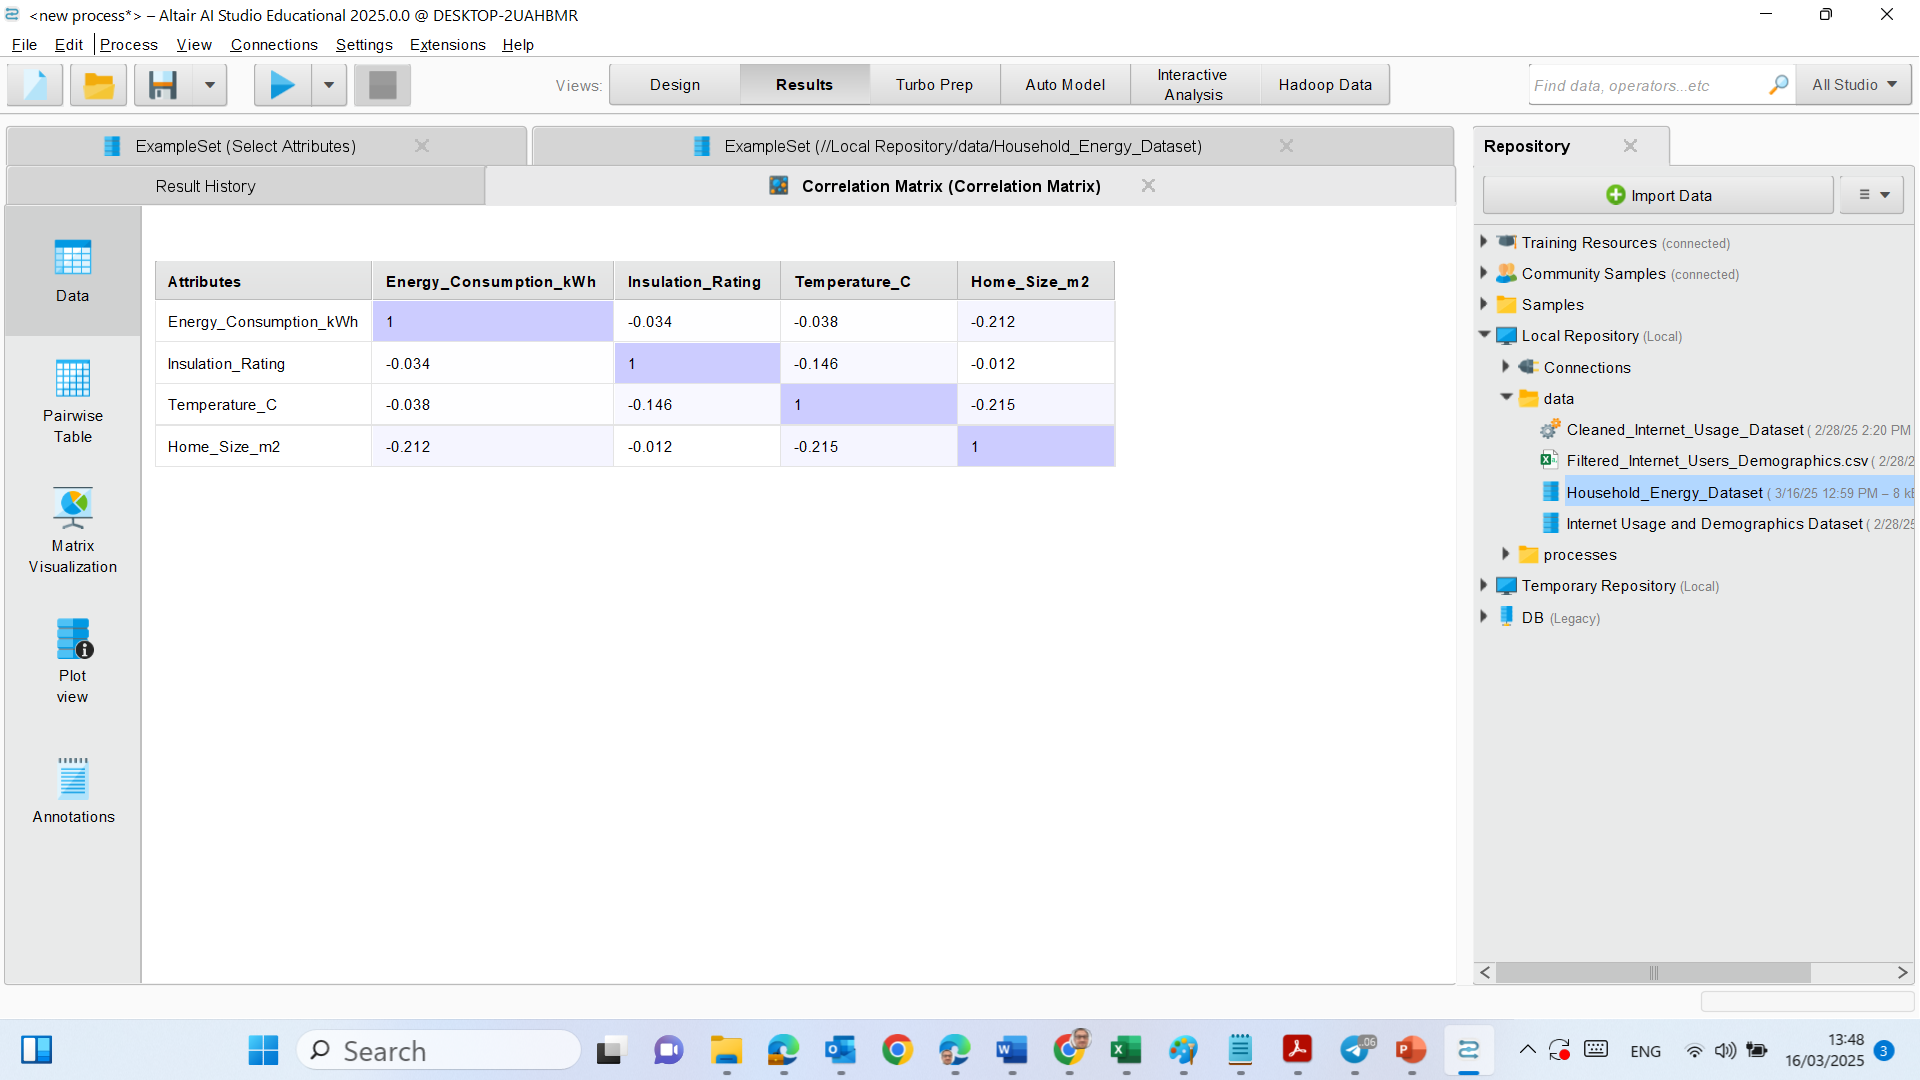 <new process*> – Altair AI Studio Educational 2025.0.0 @ DESKTOP-2UAHBMR
File Edit Process View Connections Settings Extensions Help
Views: Design Results Turbo Prep Auto Model Interactive Analysis Hadoop Data
Find data, operators...etc All Studio
ExampleSet (Select Attributes) ExampleSet (//Local Repository/data/Household_Energy_Dataset)
Result History Correlation Matrix (Correlation Matrix)
Data
Pairwise
Table
Matrix
Visualization
Plot
view
Annotations
Attributes Energy_Consumption_kWh Insulation_Rating Temperature_C Home_Size_m2
Energy_Consumption_kWh 1 -0.034 -0.038 -0.212
Insulation_Rating -0.034 1 -0.146 -0.012
Temperature_C -0.038 -0.146 1 -0.215
Home_Size_m2 -0.212 -0.012 -0.215 1
Repository
Import Data
Training Resources (connected)
Community Samples (connected)
Samples
Local Repository (Local)
Connections
data
Cleaned_Internet_Usage_Dataset ( 2/28/25 2:20 PM
Filtered_Internet_Users_Demographics.csv ( 2/28/2
Household_Energy_Dataset ( 3/16/25 12:59 PM – 8 kB
Internet Usage and Demographics Dataset ( 2/28/25
processes
Temporary Repository (Local)
DB (Legacy)
Search
..06
ENG
13:48
16/03/2025
3